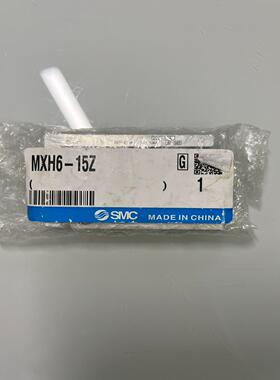 MXH6-15Z
G
( ) 1
SMC MADE IN CHINA